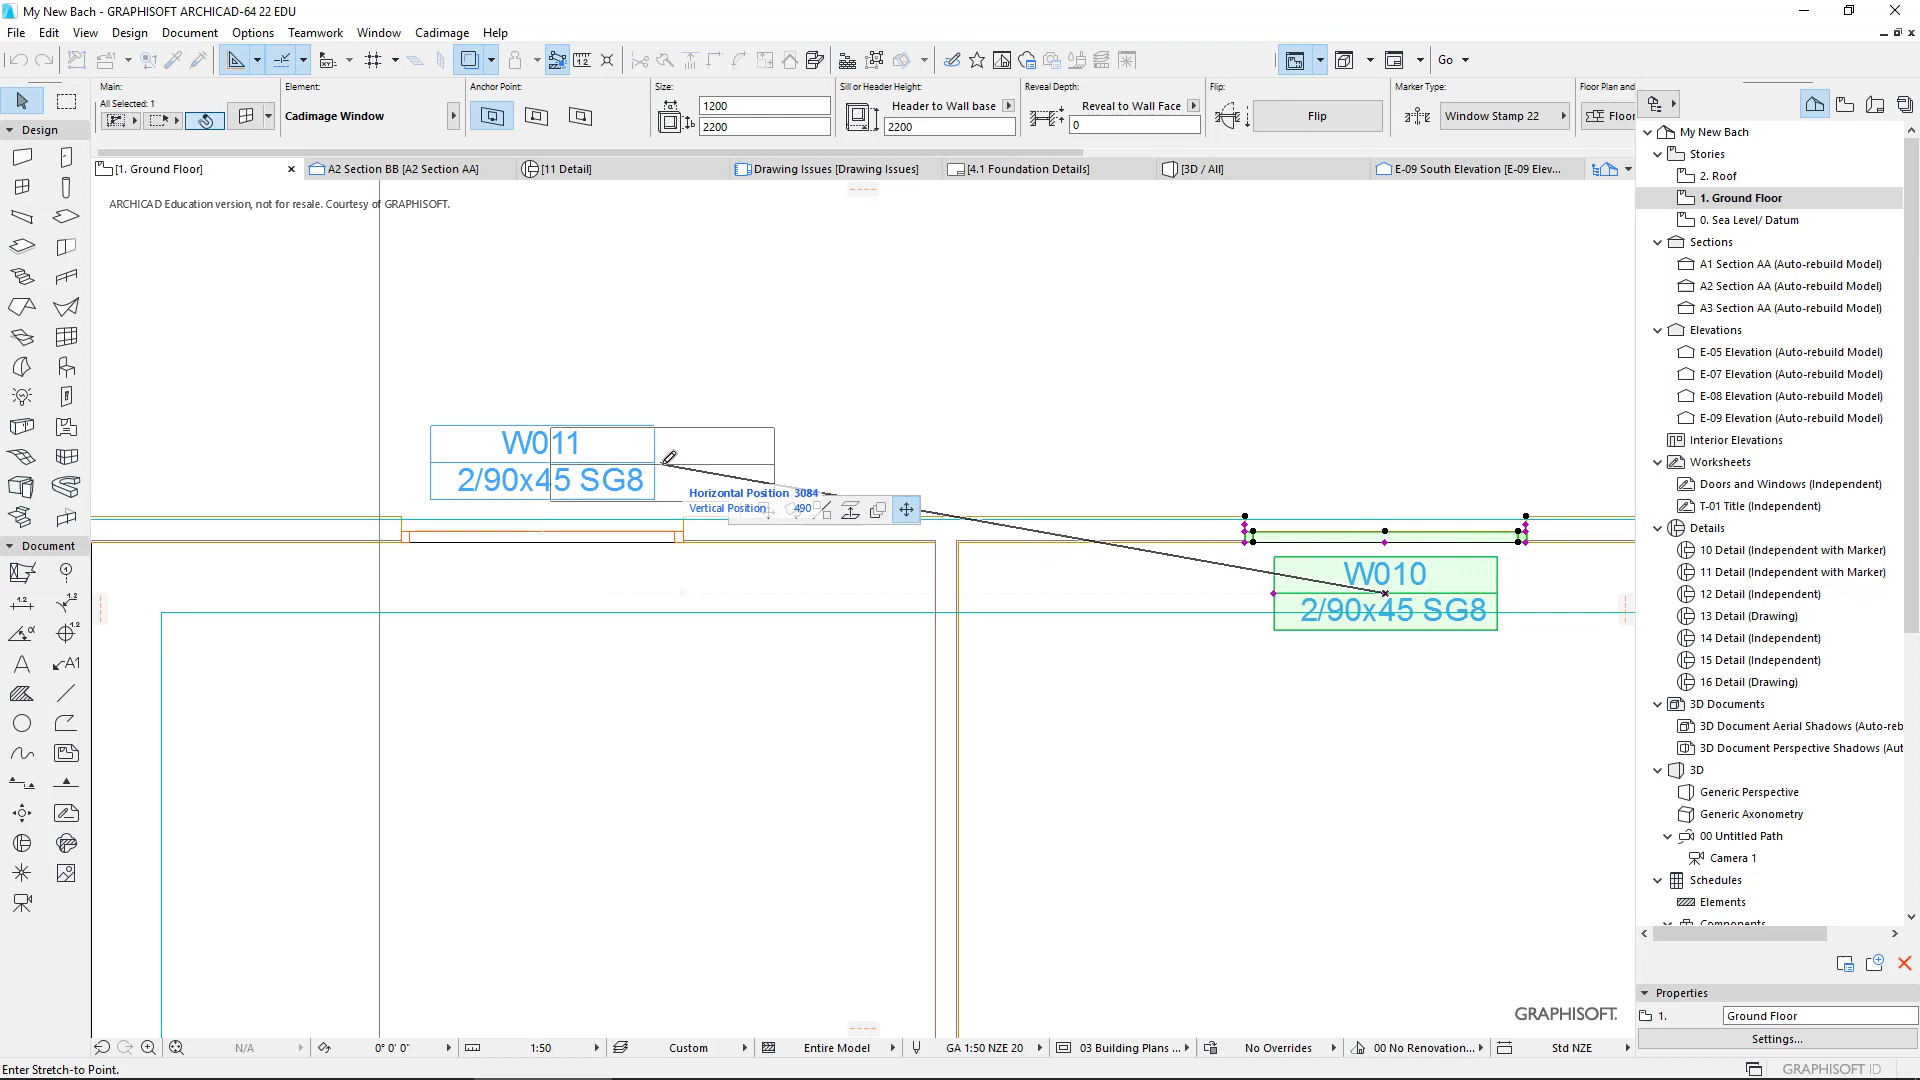 My New Bach - GRAPHISOFT ARCHICAD-64 22 EDU
File Edit View Design Document Options Teamwork Window Cadimage Help
Go
Main:
All Selected: 1
Element:
Cadimage Window
Anchor Point:
Size:
1200
2200
Sill or Header Height:
Header to Wall base
2200
Reveal Depth:
Reveal to Wall Face
0
Flip:
Flip
Marker Type:
Window Stamp 22
Floor Plan and
Floor
[1. Ground Floor]
A2 Section BB [A2 Section AA]
[11 Detail]
Drawing Issues [Drawing Issues]
[4.1 Foundation Details]
[3D / All]
E-09 South Elevation [E-09 Elev...
ARCHICAD Education version, not for resale. Courtesy of GRAPHISOFT.
Design
Document
W011
2/90x45 SG8
Horizontal Position 3084
Vertical Position 490
W010
2/90x45 SG8
GRAPHISOFT.
My New Bach
Stories
2. Roof
1. Ground Floor
0. Sea Level/ Datum
Sections
A1 Section AA (Auto-rebuild Model)
A2 Section AA (Auto-rebuild Model)
A3 Section AA (Auto-rebuild Model)
Elevations
E-05 Elevation (Auto-rebuild Model)
E-07 Elevation (Auto-rebuild Model)
E-08 Elevation (Auto-rebuild Model)
E-09 Elevation (Auto-rebuild Model)
Interior Elevations
Worksheets
Doors and Windows (Independent)
T-01 Title (Independent)
Details
10 Detail (Independent with Marker)
11 Detail (Independent with Marker)
12 Detail (Independent)
13 Detail (Drawing)
14 Detail (Independent)
15 Detail (Independent)
16 Detail (Drawing)
3D Documents
3D Document Aerial Shadows (Auto-reb
3D Document Perspective Shadows (Aut
3D
Generic Perspective
Generic Axonometry
00 Untitled Path
Camera 1
Schedules
Elements
Components
Properties
1. Ground Floor
Settings...
N/A
0° 0' 0"
1:50
Custom
Entire Model
GA 1:50 NZE 20
03 Building Plans ...
No Overrides
00 No Renovation...
Std NZE
Enter Stretch-to Point.
GRAPHISOFT ID